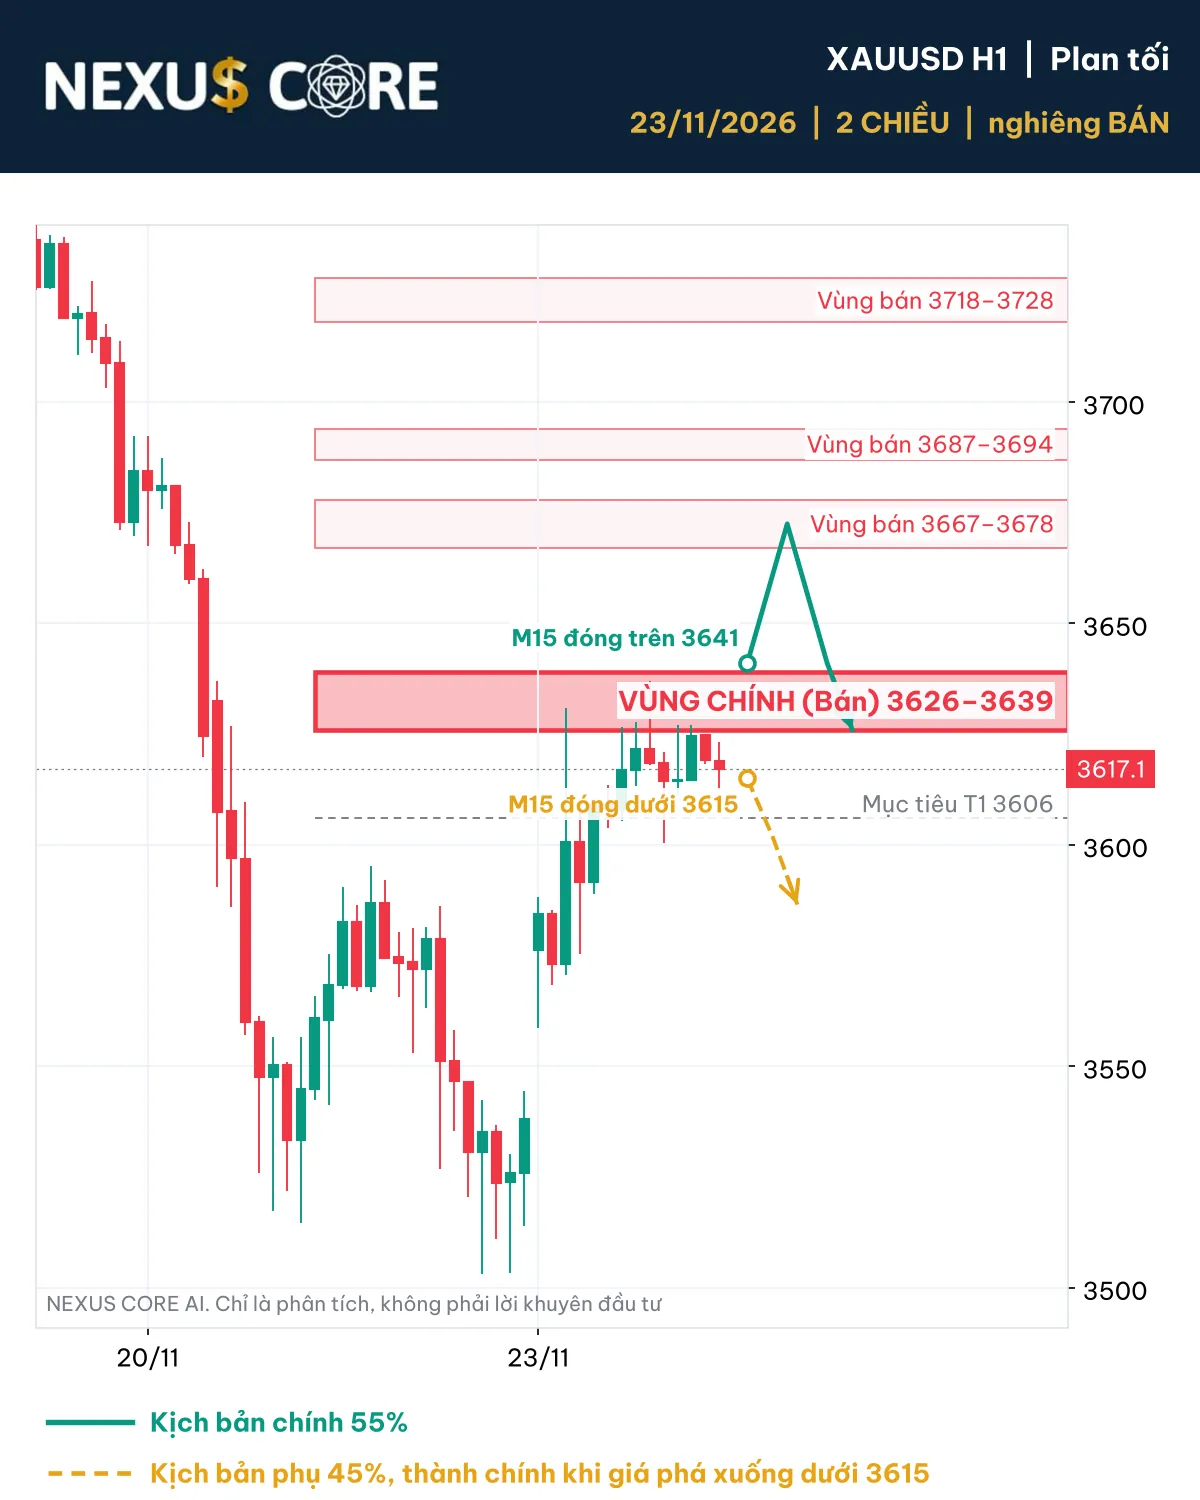 NEXU$ CORE
XAUUSD H1 | Plan tối
23/11/2026 | 2 CHIỀU | nghiêng BÁN
Vùng bán 3718–3728
3700
Vùng bán 3687–3694
Vùng bán 3667–3678
3650
M15 đóng trên 3641
VÙNG CHÍNH (Bán) 3626–3639
3617.1
M15 đóng dưới 3615
Mục tiêu T1 3606
3600
3550
3500
NEXUS CORE AI. Chỉ là phân tích, không phải lời khuyên đầu tư
20/11
23/11
Kịch bản chính 55%
Kịch bản phụ 45%, thành chính khi giá phá xuống dưới 3615